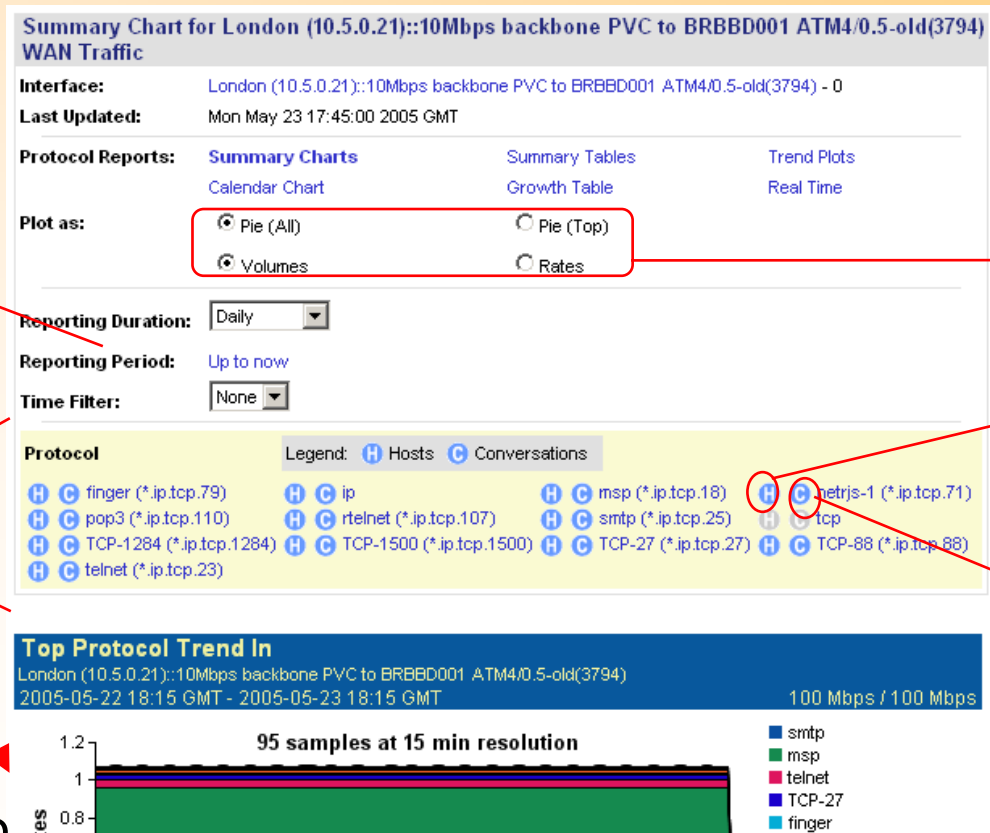 Summary Chart for London (10.5.0.21)::10Mbps backbone PVC to BRBBD001 ATM4/0.5-old(3794)
WAN Traffic
Interface: London (10.5.0.21)::10Mbps backbone PVC to BRBBD001 ATM4/0.5-old(3794) - 0
Last Updated: Mon May 23 17:45:00 2005 GMT
Protocol Reports: Summary Charts Summary Tables Trend Plots
Calendar Chart Growth Table Real Time
Plot as: Pie (All) Pie (Top)
Volumes Rates
Reporting Duration: Daily
Reporting Period: Up to now
Time Filter: None
Protocol Legend: H Hosts C Conversations
H C finger (*.ip.tcp.79) H C ip H C msp (*.ip.tcp.18) H C netrjs-1 (*.ip.tcp.71)
H C pop3 (*.ip.tcp.110) H C rtelnet (*.ip.tcp.107) H C smtp (*.ip.tcp.25) H C tcp
H C TCP-1284 (*.ip.tcp.1284) H C TCP-1500 (*.ip.tcp.1500) H C TCP-27 (*.ip.tcp.27) H C TCP-88 (*.ip.tcp.88)
H C telnet (*.ip.tcp.23)
Top Protocol Trend In
London (10.5.0.21)::10Mbps backbone PVC to BRBBD001 ATM4/0.5-old(3794)
2005-05-22 18:15 GMT - 2005-05-23 18:15 GMT 100 Mbps / 100 Mbps
95 samples at 15 min resolution
1.2
1
0.8
smtp
msp
telnet
TCP-27
finger